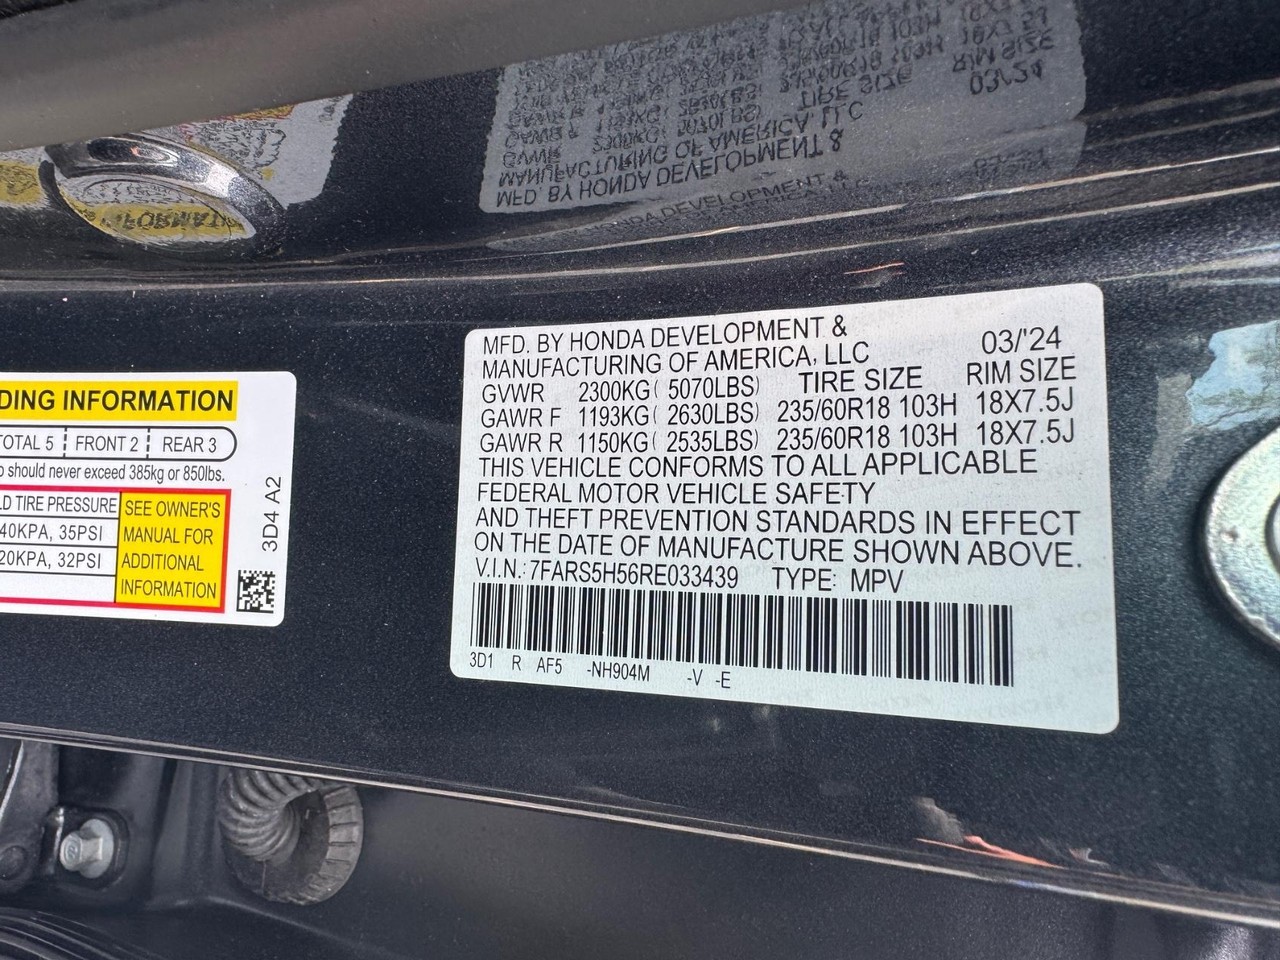 DING INFORMATION
TOTAL 5 FRONT 2 REAR 3
should never exceed 385kg or 850lbs.
TIRE PRESSURE
40KPA, 35PSI
20KPA, 32PSI
SEE OWNER'S
MANUAL FOR
ADDITIONAL
INFORMATION
3D4 A2
MFD. BY HONDA DEVELOPMENT &
MANUFACTURING OF AMERICA, LLC 03/'24
GVWR 2300KG( 5070LBS) TIRE SIZE RIM SIZE
GAWR F 1193KG( 2630LBS) 235/60R18 103H 18X7.5J
GAWR R 1150KG( 2535LBS) 235/60R18 103H 18X7.5J
THIS VEHICLE CONFORMS TO ALL APPLICABLE
FEDERAL MOTOR VEHICLE SAFETY
AND THEFT PREVENTION STANDARDS IN EFFECT
ON THE DATE OF MANUFACTURE SHOWN ABOVE.
V.I.N.: 7FARS5H56RE033439 TYPE: MPV
3D1 R AF5 -NH904M -V -E